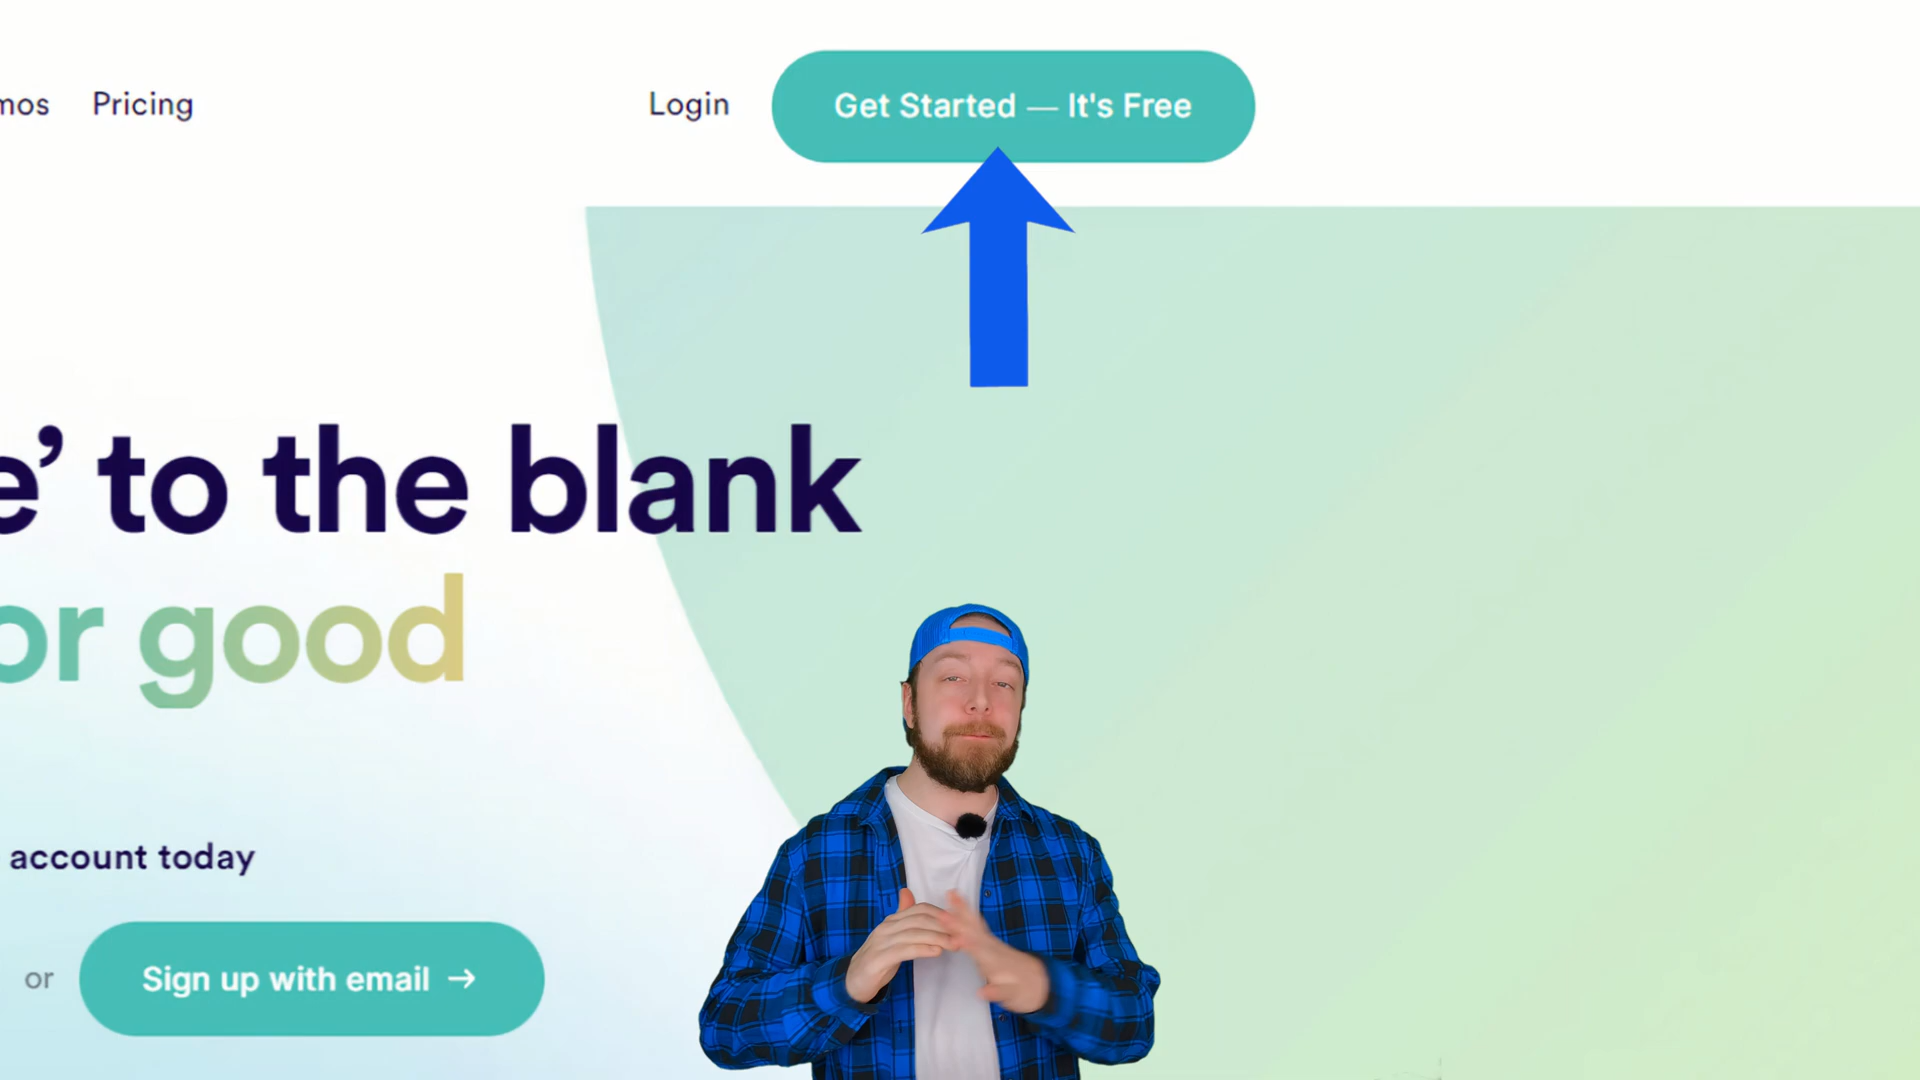 mos Pricing Login Get Started — It's Free
e’ to the blank
or good
account today
or Sign up with email →